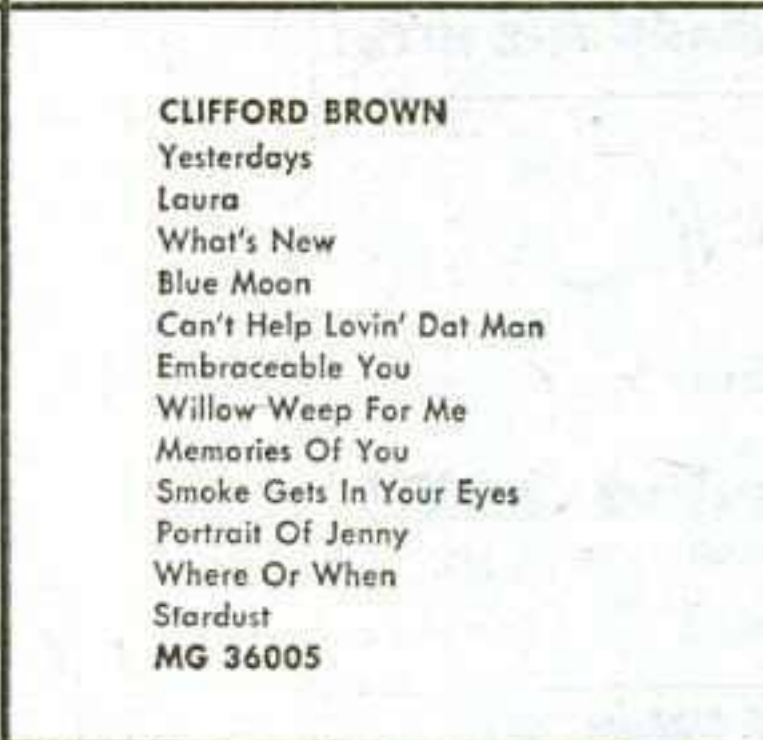 CLIFFORD BROWN
Yesterdays
Laura
What's New
Blue Moon
Can't Help Lovin' Dat Man
Embraceable You
Willow Weep For Me
Memories Of You
Smoke Gets In Your Eyes
Portrait Of Jenny
Where Or When
Stardust
MG 36005